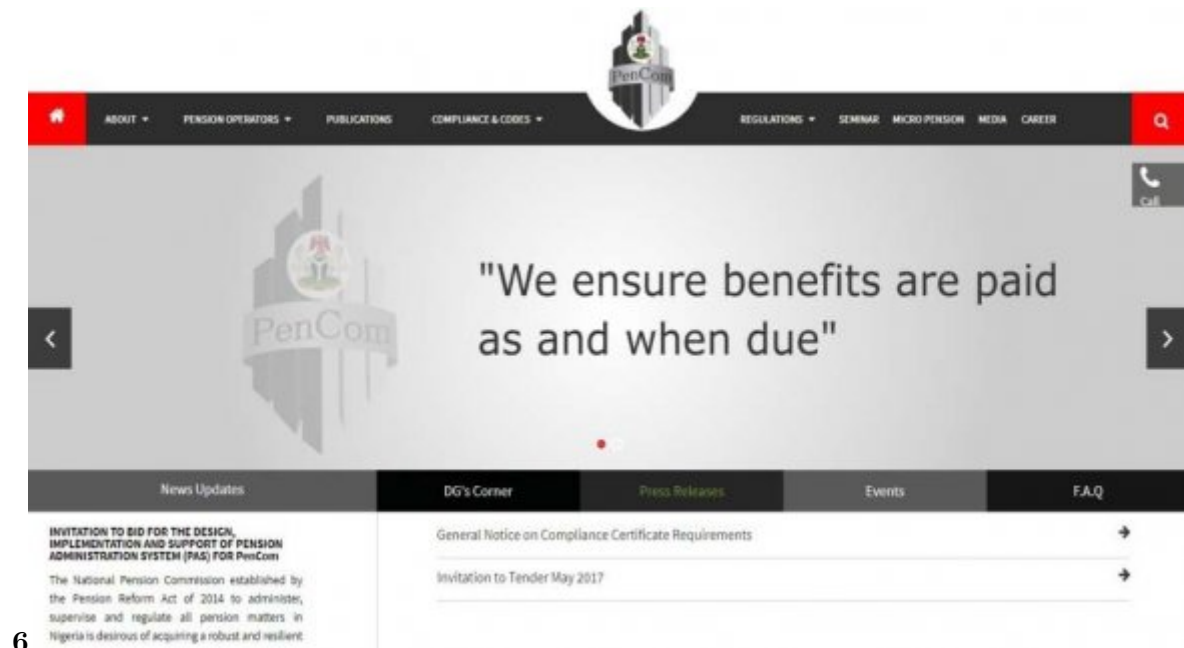 PenCom
ABOUT PENSION OPERATORS PUBLICATIONS COMPLIANCE & CODES REGULATIONS SEMINAR MICRO PENSION MEDIA CAREER
Call
PenCom
"We ensure benefits are paid
as and when due"
News Updates DG's Corner Press Releases Events F.A.Q
INVITATION TO BID FOR THE DESIGN,
IMPLEMENTATION AND SUPPORT OF PENSION
ADMINISTRATION SYSTEM (PAS) FOR PenCom
The National Pension Commission established by
the Pension Reform Act of 2014 to administer,
supervise and regulate all pension matters in
Nigeria is desirous of acquiring a robust and resilient
General Notice on Compliance Certificate Requirements
Invitation to Tender May 2017
6